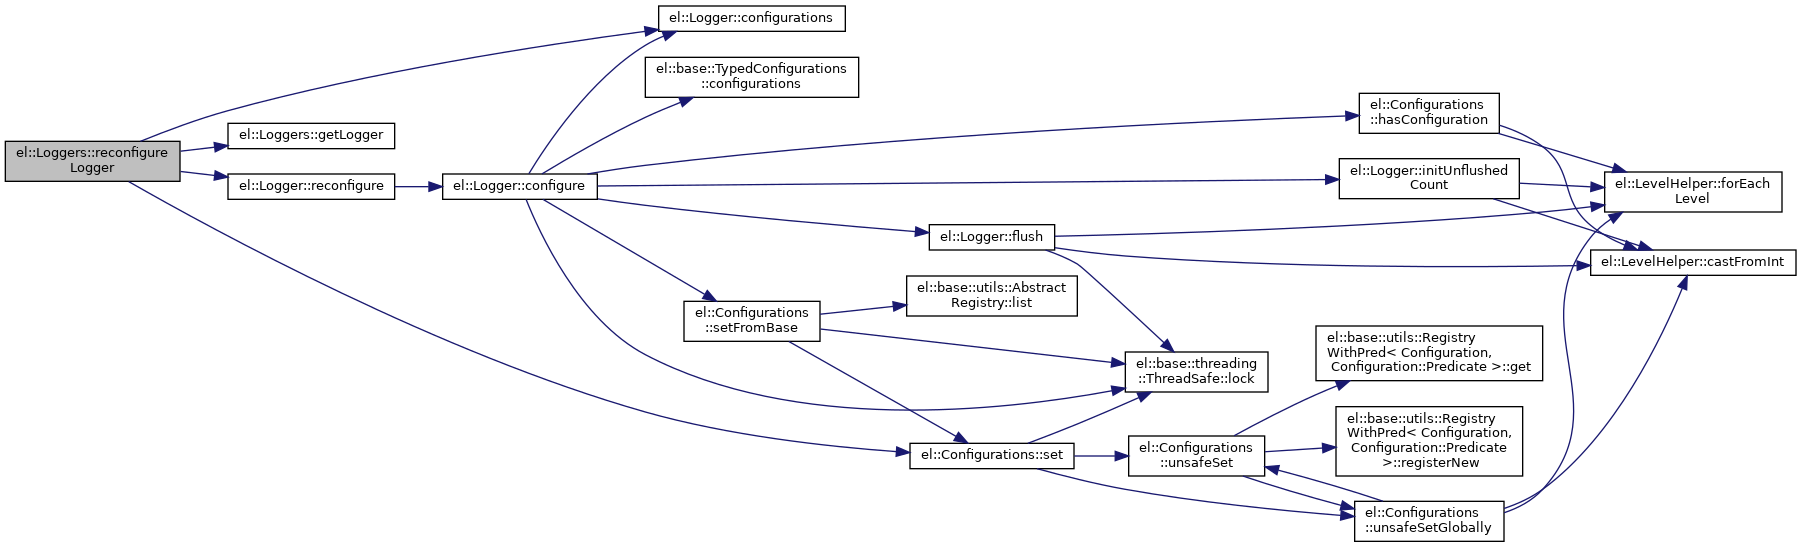 el::Loggers::reconfigure
Logger
el::Logger::configurations
el::base::TypedConfigurations
::configurations
el::Loggers::getLogger
el::Logger::reconfigure
el::Logger::configure
el::Configurations
::hasConfiguration
el::Logger::initUnflushed
Count
el::LevelHelper::forEach
Level
el::Logger::flush
el::LevelHelper::castFromInt
el::base::utils::Abstract
Registry::list
el::Configurations
::setFromBase
el::base::threading
::ThreadSafe::lock
el::base::utils::Registry
WithPred< Configuration,
Configuration::Predicate >::get
el::base::utils::Registry
WithPred< Configuration,
Configuration::Predicate
>::registerNew
el::Configurations::set
el::Configurations
::unsafeSet
el::Configurations
::unsafeSetGlobally